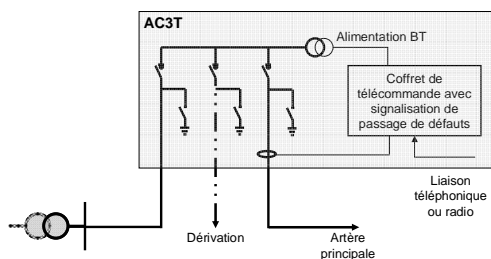 AC3T
Alimentation BT
Coffret de
télécommande avec
signalisation de
passage de défauts
Liaison
téléphonique
ou radio
Dérivation
Artère
principale